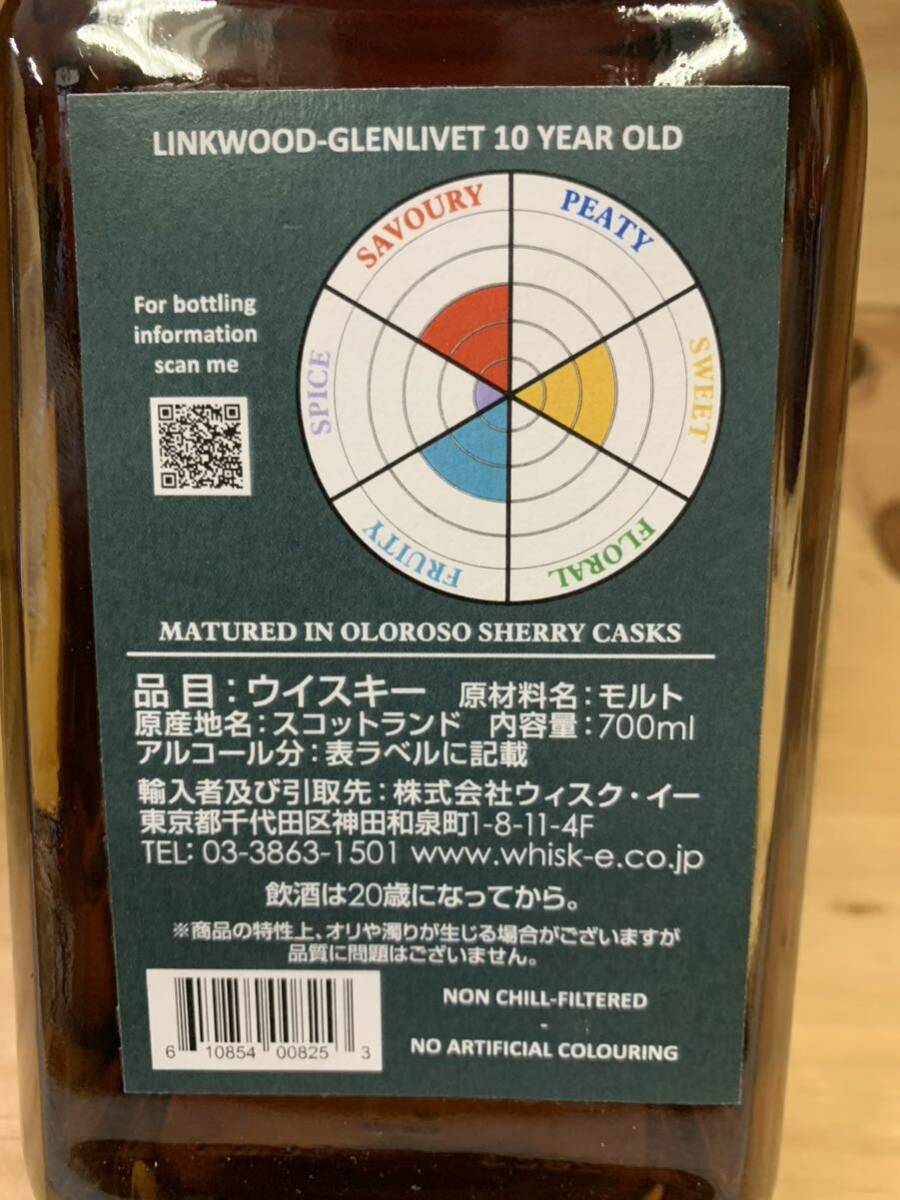 LINKWOOD-GLENLIVET 10 YEAR OLD
SAVOURY
PEATY
SWEET
FLORAL
FRUITY
SPICE
For bottling
information
scan me
MATURED IN OLOROSO SHERRY CASKS
品目：ウイスキー 原材料名：モルト
原産地名：スコットランド 内容量：700ml
アルコール分：表ラベルに記載
輸入者及び引取先：株式会社ウィスク・イー
東京都千代田区神田和泉町1-8-11-4F
TEL: 03-3863-1501 www.whisk-e.co.jp
飲酒は20歳になってから。
※商品の特性上、オリや濁りが生じる場合がございますが
品質に問題はございません。
NON CHILL-FILTERED
-
NO ARTIFICIAL COLOURING
6 10854 00825 3